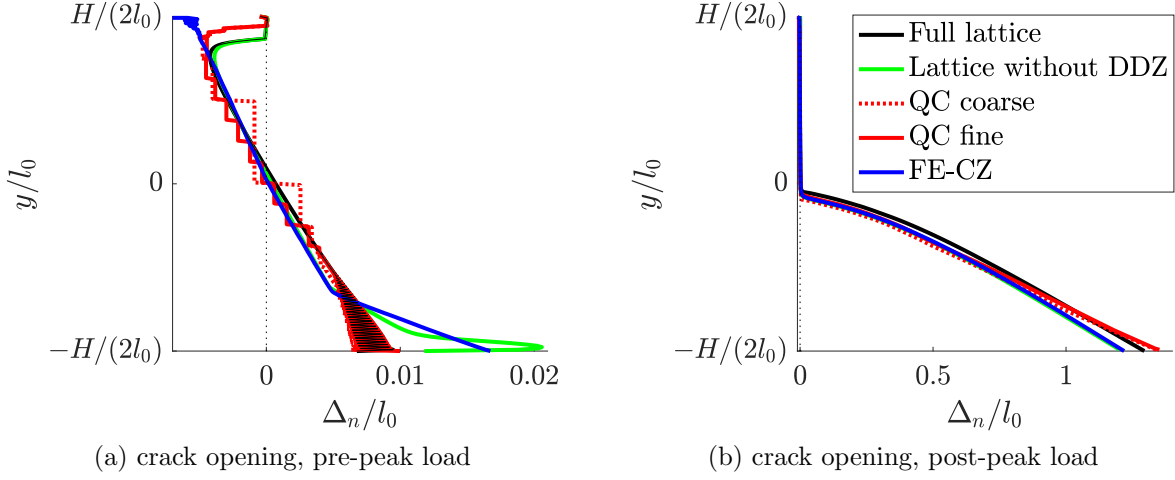 H/(2l₀)
0
−H/(2l₀)
y/l₀
0
0.01
0.02
Δₙ/l₀
(a) crack opening, pre-peak load
H/(2l₀)
0
−H/(2l₀)
y/l₀
0
0.5
1
Δₙ/l₀
Full lattice
Lattice without DDZ
QC coarse
QC fine
FE-CZ
(b) crack opening, post-peak load